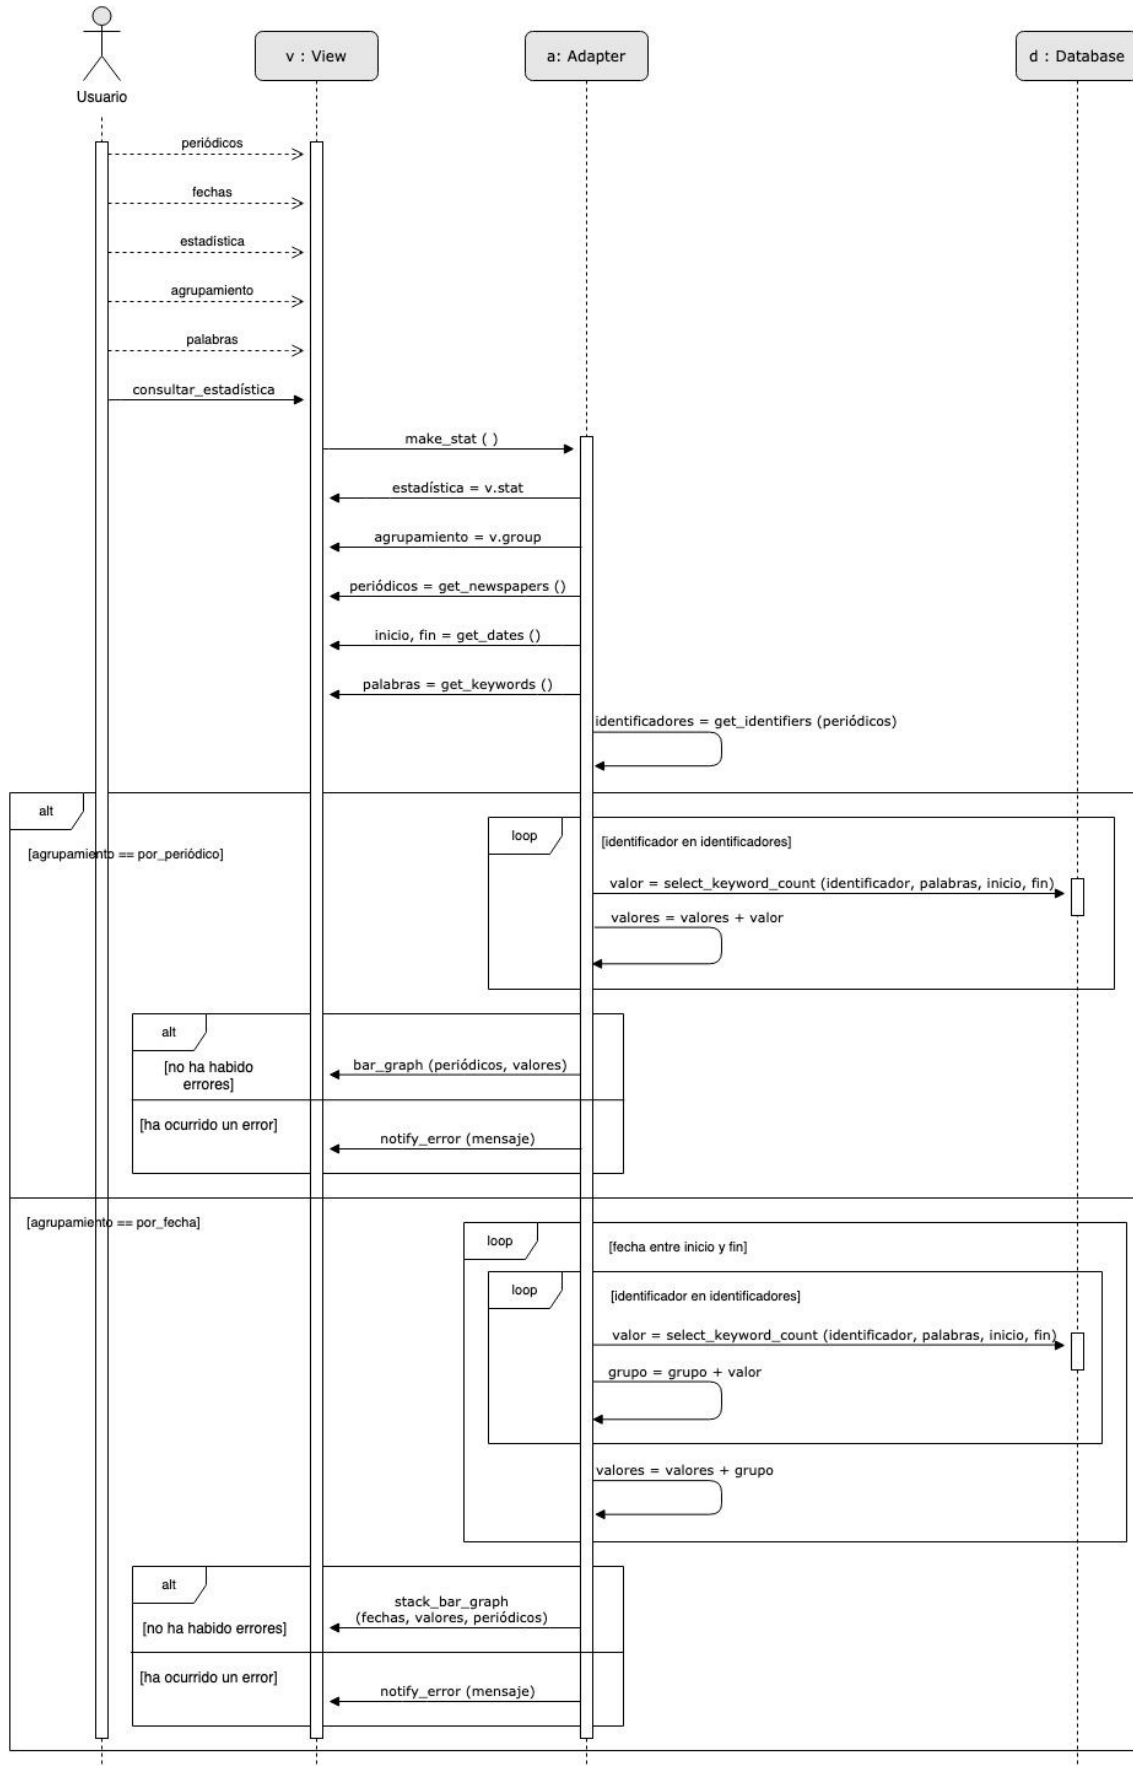 v : View
a: Adapter
d : Database
Usuario
periódicos
fechas
estadística
agrupamiento
palabras
consultar_estadística
make_stat ( )
estadística = v.stat
agrupamiento = v.group
periódicos = get_newspapers ()
inicio, fin = get_dates ()
palabras = get_keywords ()
identificadores = get_identifiers (periódicos)
alt
[agrupamiento == por_periódico]
loop
[identificador en identificadores]
valor = select_keyword_count (identificador, palabras, inicio, fin)
valores = valores + valor
alt
[no ha habido
errores]
bar_graph (periódicos, valores)
[ha ocurrido un error]
notify_error (mensaje)
[agrupamiento == por_fecha]
loop
[fecha entre inicio y fin]
loop
[identificador en identificadores]
valor = select_keyword_count (identificador, palabras, inicio, fin)
grupo = grupo + valor
valores = valores + grupo
alt
[no ha habido errores]
stack_bar_graph
(fechas, valores, periódicos)
[ha ocurrido un error]
notify_error (mensaje)